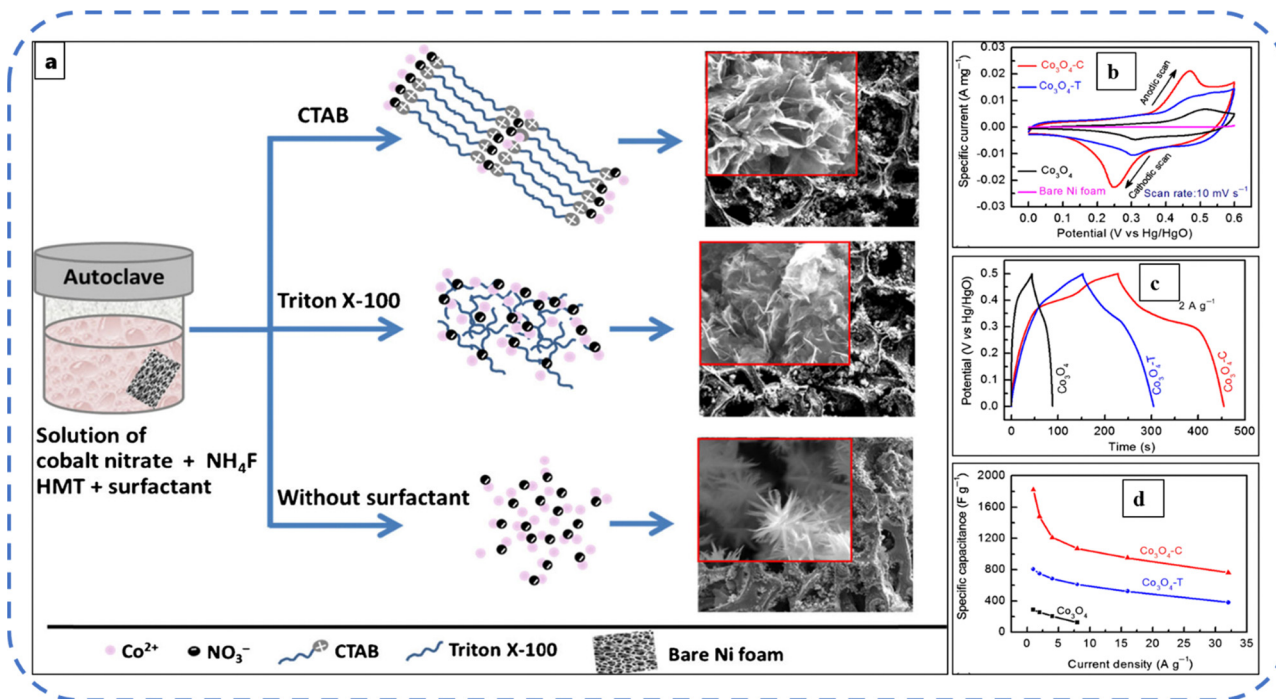 a
CTAB
Autoclave
Triton X-100
Solution of
cobalt nitrate + NH₄F
HMT + surfactant
Without surfactant
Co²⁺
NO₃⁻
CTAB
Triton X-100
Bare Ni foam
b
Specific current (A mg⁻¹)
0.03
0.02
0.01
0.00
-0.01
-0.02
-0.03
Co₃O₄-C
Co₃O₄-T
Anodic scan
Co₃O₄
Bare Ni foam
Cathodic scan
Scan rate:10 mV s⁻¹
0.0 0.1 0.2 0.3 0.4 0.5 0.6
Potential (V vs Hg/HgO)
c
Potential (V vs Hg/HgO)
0.5
0.4
0.3
0.2
0.1
0.0
2 A g⁻¹
Co₃O₄
Co₃O₄-T
Co₃O₄-C
0 100 200 300 400 500
Time (s)
d
Specific capacitance (F g⁻¹)
2000
1600
1200
800
400
0
Co₃O₄-C
Co₃O₄-T
Co₃O₄
0 5 10 15 20 25 30
Current density (A g⁻¹)